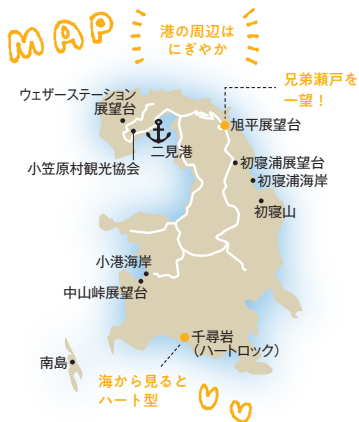 MAP
港の周辺は
にぎやか
兄弟瀬戸を
一望！
ウェザーステーション
展望台
旭平展望台
二見港
小笠原村観光協会
初寝浦展望台
初寝浦海岸
初寝山
小港海岸
中山峠展望台
千尋岩
（ハートロック）
南島
海から見ると
ハート型